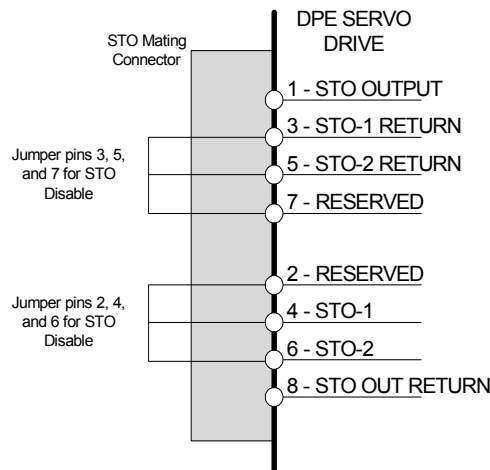 DPE SERVO
DRIVE
STO Mating
Connector
1 - STO OUTPUT
3 - STO-1 RETURN
5 - STO-2 RETURN
7 - RESERVED
Jumper pins 3, 5,
and 7 for STO
Disable
2 - RESERVED
4 - STO-1
6 - STO-2
8 - STO OUT RETURN
Jumper pins 2, 4,
and 6 for STO
Disable